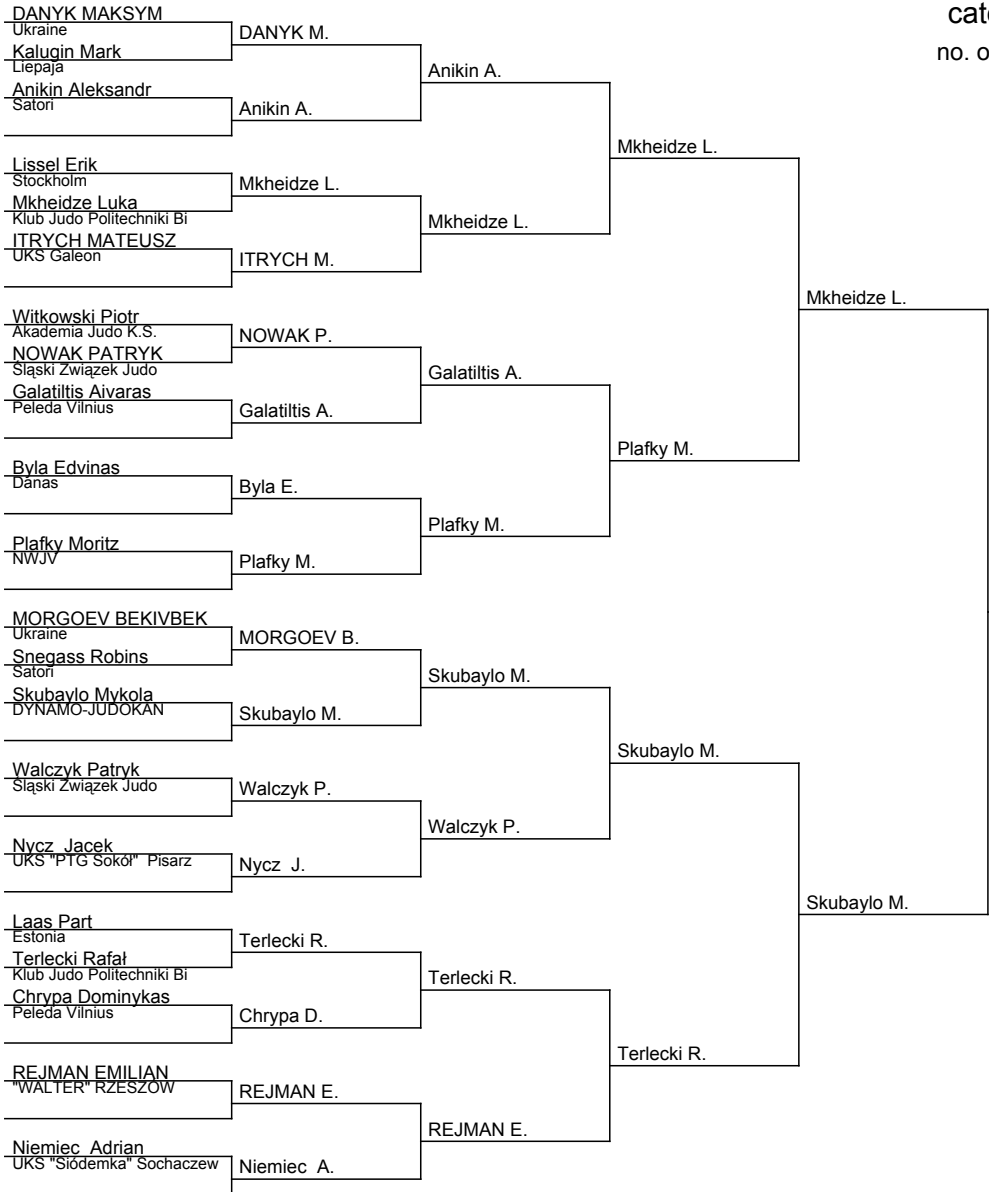 DANYK MAKSYM
Ukraine
Kalugin Mark
Liepaja
Anikin Aleksandr
Satori
Lissel Erik
Stockholm
Mkheidze Luka
Klub Judo Politechniki Bi
ITRYCH MATEUSZ
UKS Galeon
Witkowski Piotr
Akademia Judo K.S.
NOWAK PATRYK
Śląski Związek Judo
Galatiltis Aivaras
Peleda Vilnius
Byla Edvinas
Danas
Plafky Moritz
NWJV
MORGOEV BEKIVBEK
Ukraine
Snegass Robins
Satori
Skubaylo Mykola
DYNAMO-JUDOKAN
Walczyk Patryk
Śląski Związek Judo
Nycz  Jacek
UKS "PTG Sokół"  Pisarz
Laas Part
Estonia
Terlecki Rafał
Klub Judo Politechniki Bi
Chrypa Dominykas
Peleda Vilnius
REJMAN EMILIAN
"WALTER" RZESZÓW
Niemiec  Adrian
UKS "Siódemka" Sochaczew
DANYK M.
Anikin A.
Mkheidze L.
ITRYCH M.
NOWAK P.
Galatiltis A.
Byla E.
Plafky M.
MORGOEV B.
Skubaylo M.
Walczyk P.
Nycz  J.
Terlecki R.
Chrypa D.
REJMAN E.
Niemiec  A.
Anikin A.
Mkheidze L.
Galatiltis A.
Plafky M.
Skubaylo M.
Walczyk P.
Terlecki R.
REJMAN E.
Mkheidze L.
Plafky M.
Skubaylo M.
Terlecki R.
Mkheidze L.
Skubaylo M.
no. o